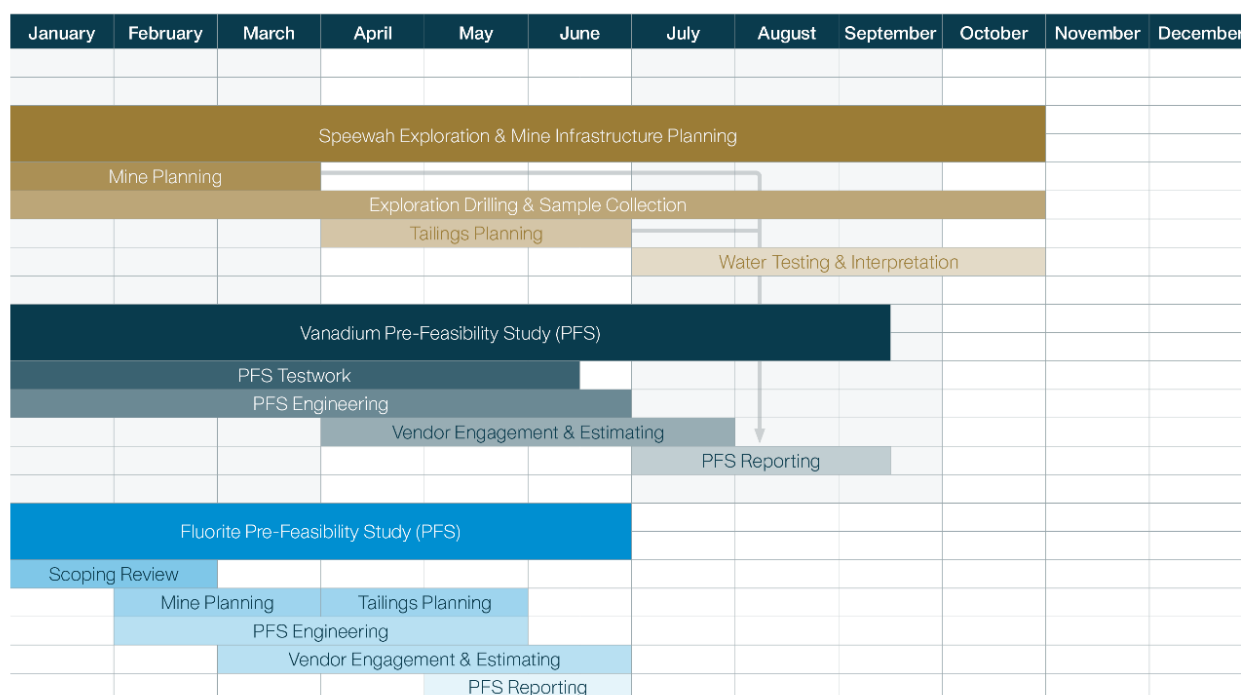 January February March April May June July August September October November December
Speewah Exploration & Mine Infrastructure Planning
Mine Planning
Exploration Drilling & Sample Collection
Tailings Planning
Water Testing & Interpretation
Vanadium Pre-Feasibility Study (PFS)
PFS Testwork
PFS Engineering
Vendor Engagement & Estimating
PFS Reporting
Fluorite Pre-Feasibility Study (PFS)
Scoping Review
Mine Planning Tailings Planning
PFS Engineering
Vendor Engagement & Estimating
PFS Reporting